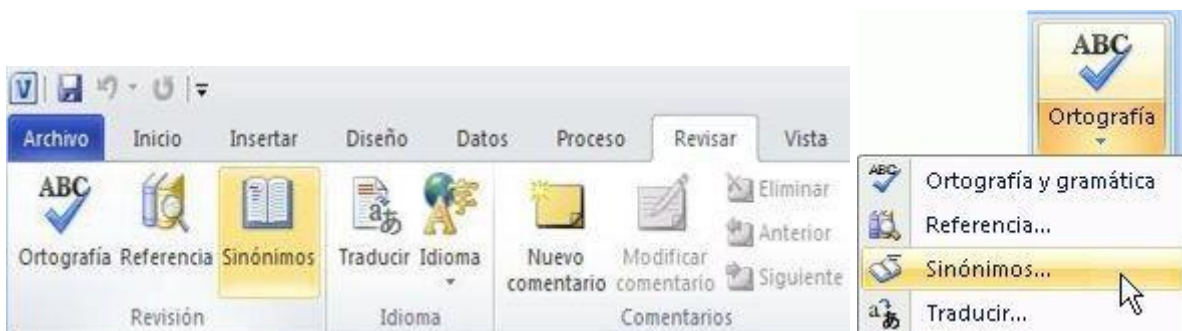 Archivo Inicio Insertar Diseño Datos Proceso Revisar Vista
ABC
Ortografía Referencia Sinónimos Traducir Idioma Nuevo comentario Modificar comentario Eliminar Anterior Siguiente
Revisión Idioma Comentarios
ABC
Ortografía
Ortografía y gramática
Referencia...
Sinónimos...
Traducir...